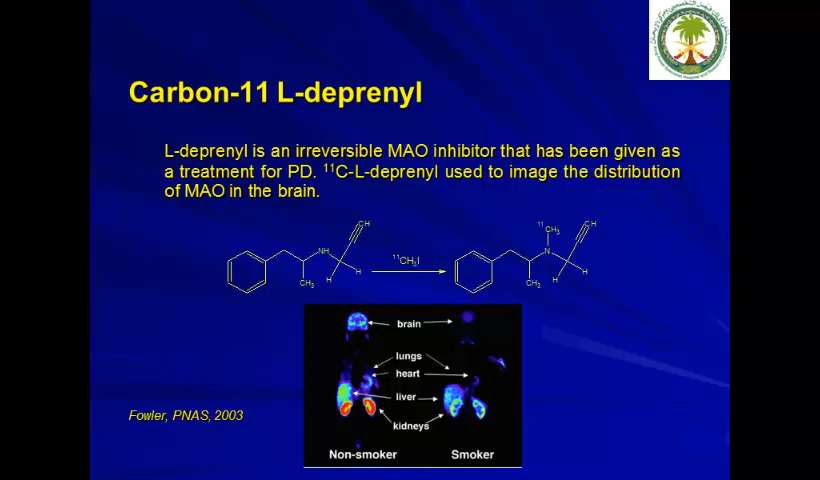 Carbon-11 L-deprenyl
L-deprenyl is an irreversible MAO inhibitor that has been given as
a treatment for PD. ¹¹C-L-deprenyl used to image the distribution
of MAO in the brain.
CH
NH
H
H
CH₃
¹¹CH₃I
¹¹CH₃
CH
N
H
H
CH₃
brain
lungs
heart
liver
kidneys
Non-smoker Smoker
Fowler, PNAS, 2003